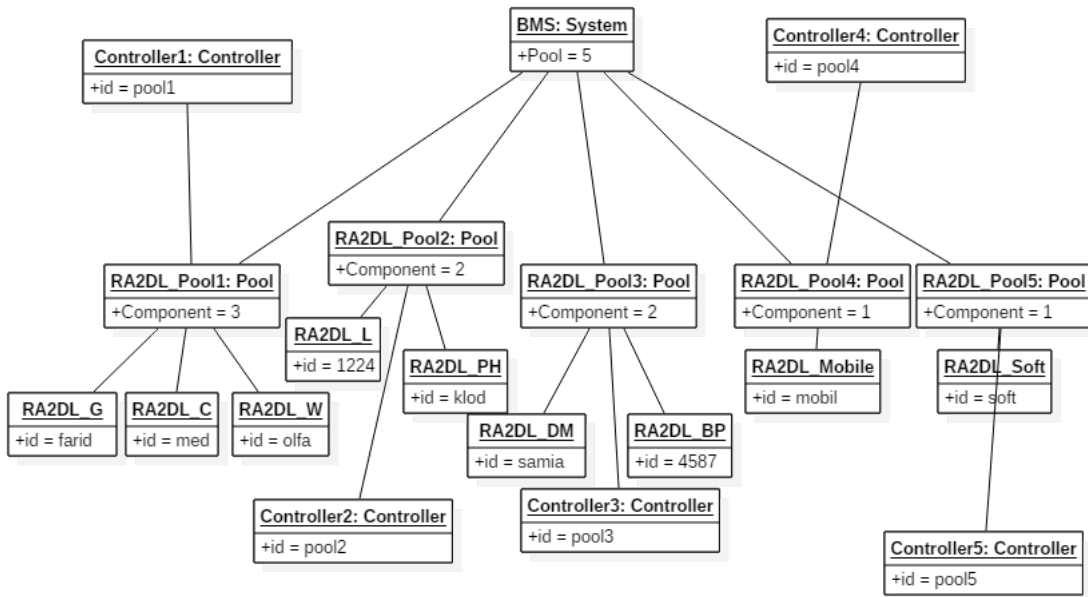 BMS: System
+Pool = 5
Controller1: Controller
+id = pool1
Controller4: Controller
+id = pool4
RA2DL_Pool1: Pool
+Component = 3
RA2DL_Pool2: Pool
+Component = 2
RA2DL_Pool3: Pool
+Component = 2
RA2DL_Pool4: Pool
+Component = 1
RA2DL_Pool5: Pool
+Component = 1
RA2DL_G
+id = farid
RA2DL_C
+id = med
RA2DL_W
+id = olfa
RA2DL_L
+id = 1224
RA2DL_PH
+id = klod
RA2DL_DM
+id = samia
RA2DL_BP
+id = 4587
RA2DL_Mobile
+id = mobil
RA2DL_Soft
+id = soft
Controller2: Controller
+id = pool2
Controller3: Controller
+id = pool3
Controller5: Controller
+id = pool5